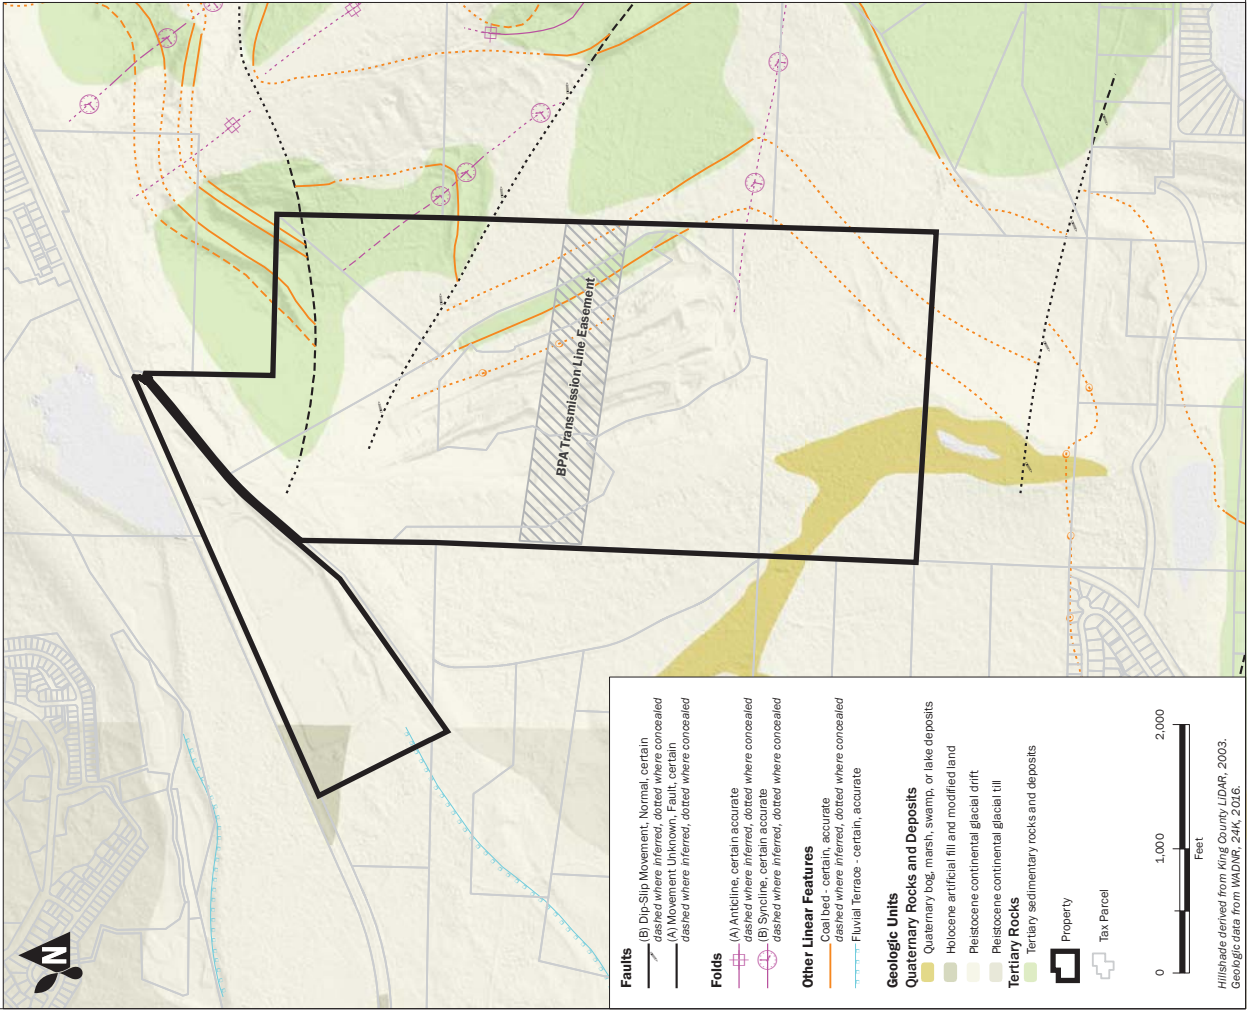 BPA Transmission Line Easement
N
Faults
(B) Dip-Slip Movement, Normal, certain
dashed where inferred, dotted where concealed
(A) Movement Unknown, Fault, certain
dashed where inferred, dotted where concealed
Folds
(A) Anticline, certain accurate
dashed where inferred, dotted where concealed
(B) Syncline, certain accurate
dashed where inferred, dotted where concealed
Other Linear Features
Coal bed - certain, accurate
dashed where inferred, dotted where concealed
Fluvial Terrace - certain, accurate
Geologic Units
Quaternary Rocks and Deposits
Quaternary bog, marsh, swamp, or lake deposits
Holocene artificial fill and modified land
Pleistocene continental glacial drift
Pleistocene continental glacial till
Tertiary Rocks
Tertiary sedimentary rocks and deposits
Property
Tax Parcel
0 1,000 2,000
Feet
Hillshade derived from King County LiDAR, 2003.
Geologic data from WADNR, 24K, 2016.